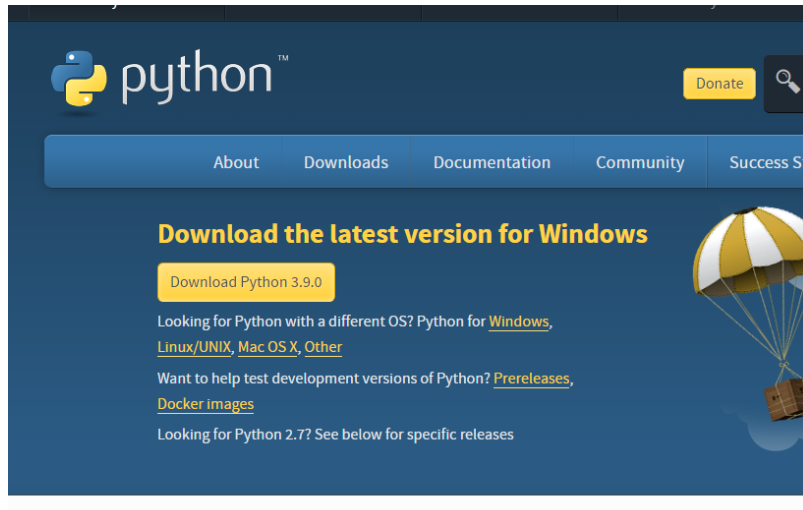 python™
Donate
About Downloads Documentation Community Success S
Download the latest version for Windows
Download Python 3.9.0
Looking for Python with a different OS? Python for Windows,
Linux/UNIX, Mac OS X, Other
Want to help test development versions of Python? Prereleases,
Docker images
Looking for Python 2.7? See below for specific releases